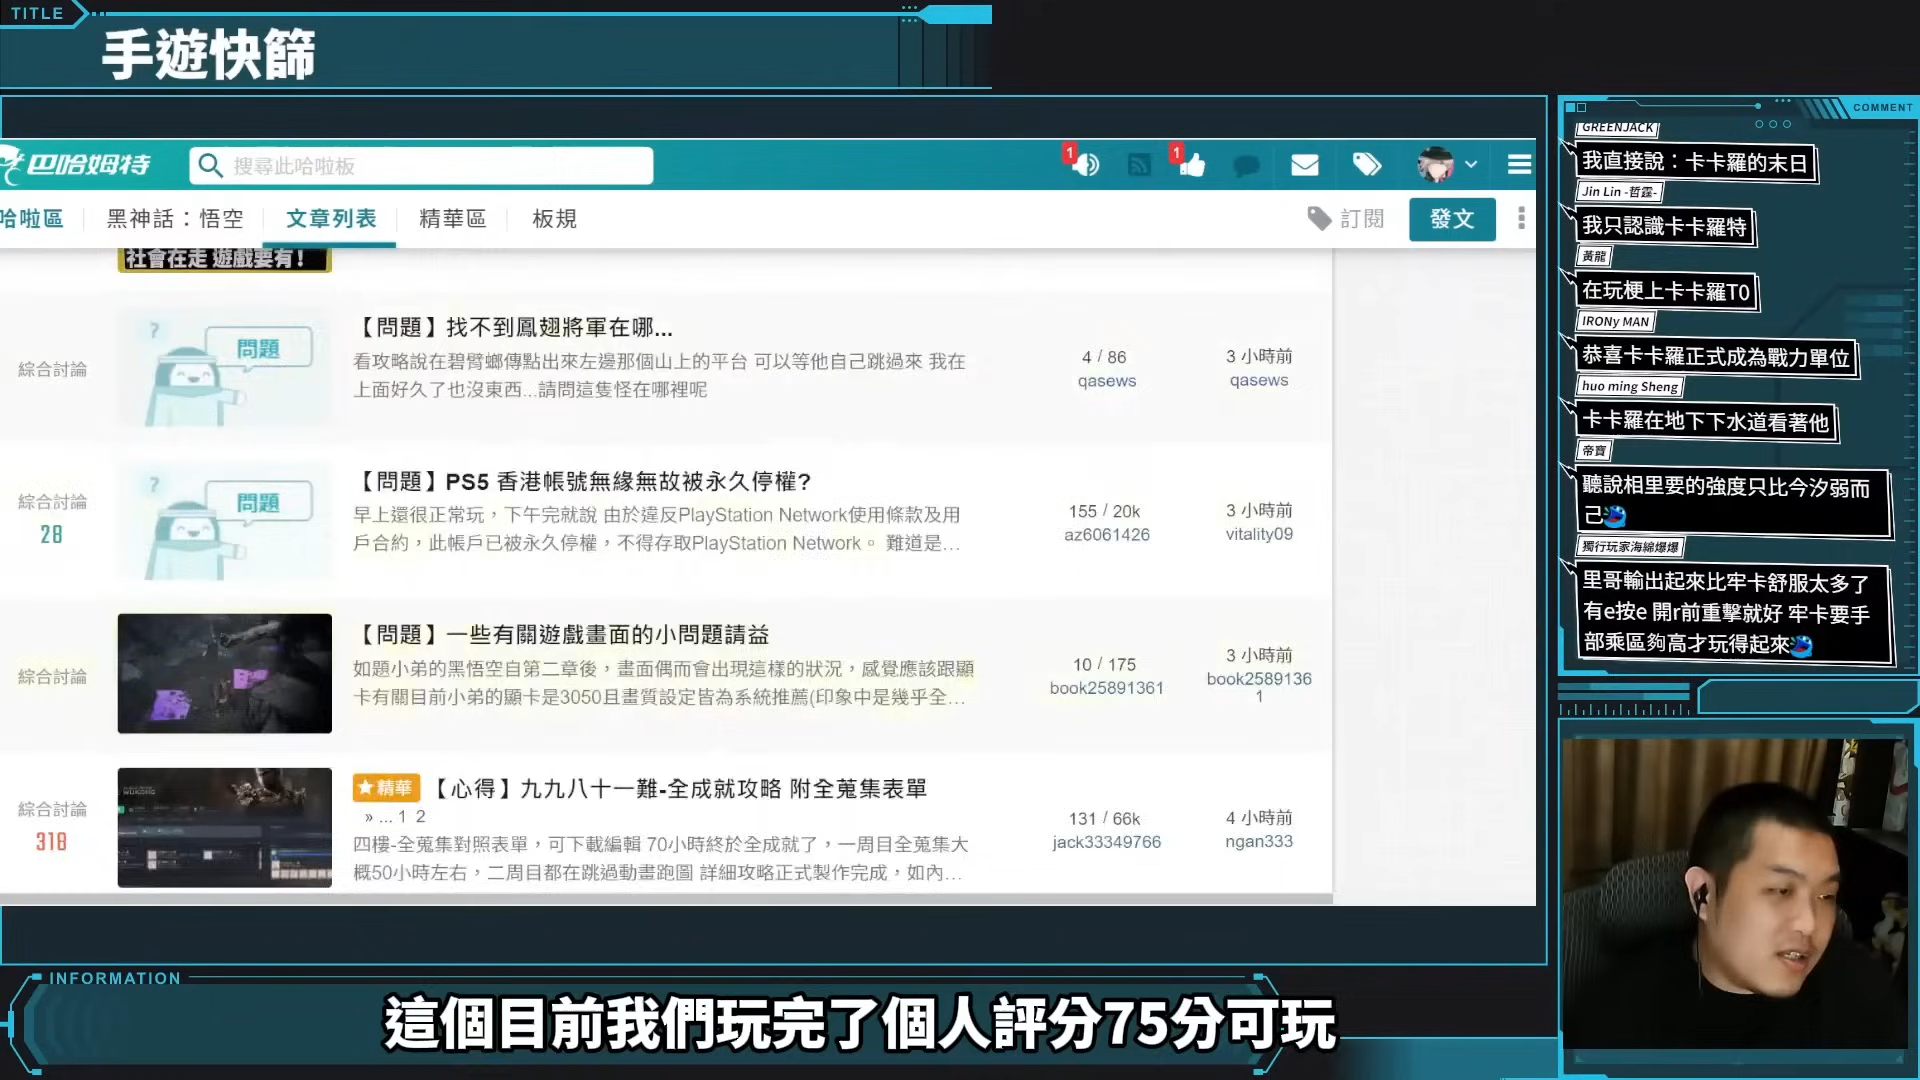 TITLE
手遊快篩
巴哈姆特
搜尋此哈啦板
1
1
哈啦區
黑神話：悟空
文章列表
精華區
板規
訂閱
發文
社會在走 遊戲要有！
綜合討論
?
問題
【問題】找不到鳳翅將軍在哪...
看攻略說在碧臂螂傳點出來左邊那個山上的平台 可以等他自己跳過來 我在
上面好久了也沒東西...請問這隻怪在哪裡呢
4 / 86
qasews
3 小時前
qasews
綜合討論
28
?
問題
【問題】PS5 香港帳號無緣無故被永久停權?
早上還很正常玩，下午完就說 由於違反PlayStation Network使用條款及用
戶合約，此帳戶已被永久停權，不得存取PlayStation Network。 難道是...
155 / 20k
az6061426
3 小時前
vitality09
綜合討論
【問題】一些有關遊戲畫面的小問題請益
如題小弟的黑悟空自第二章後，畫面偶而會出現這樣的狀況，感覺應該跟顯
卡有關目前小弟的顯卡是3050且畫質設定皆為系統推薦(印象中是幾乎全...
10 / 175
book25891361
3 小時前
book2589136
1
綜合討論
318
精華
【心得】九九八十一難-全成就攻略 附全蒐集表單
» ... 1 2
四樓-全蒐集對照表單，可下載編輯 70小時終於全成就了，一周目全蒐集大
概50小時左右，二周目都在跳過動畫跑圖 詳細攻略正式製作完成，如內...
131 / 66k
jack33349766
4 小時前
ngan333
COMMENT
GREENJACK
我直接說：卡卡羅的末日
Jin Lin -哲霆-
我只認識卡卡羅特
黃龍
在玩梗上卡卡羅T0
IRONy MAN
恭喜卡卡羅正式成為戰力單位
huo ming Sheng
卡卡羅在地下下水道看著他
帝寶
聽說相里要的強度只比今汐弱而
己
獨行玩家海綿爆爆
里哥輸出起來比牢卡舒服太多了
有e按e 開r前重擊就好 牢卡要手
部乘區夠高才玩得起來
INFORMATION
這個目前我們玩完了個人評分75分可玩